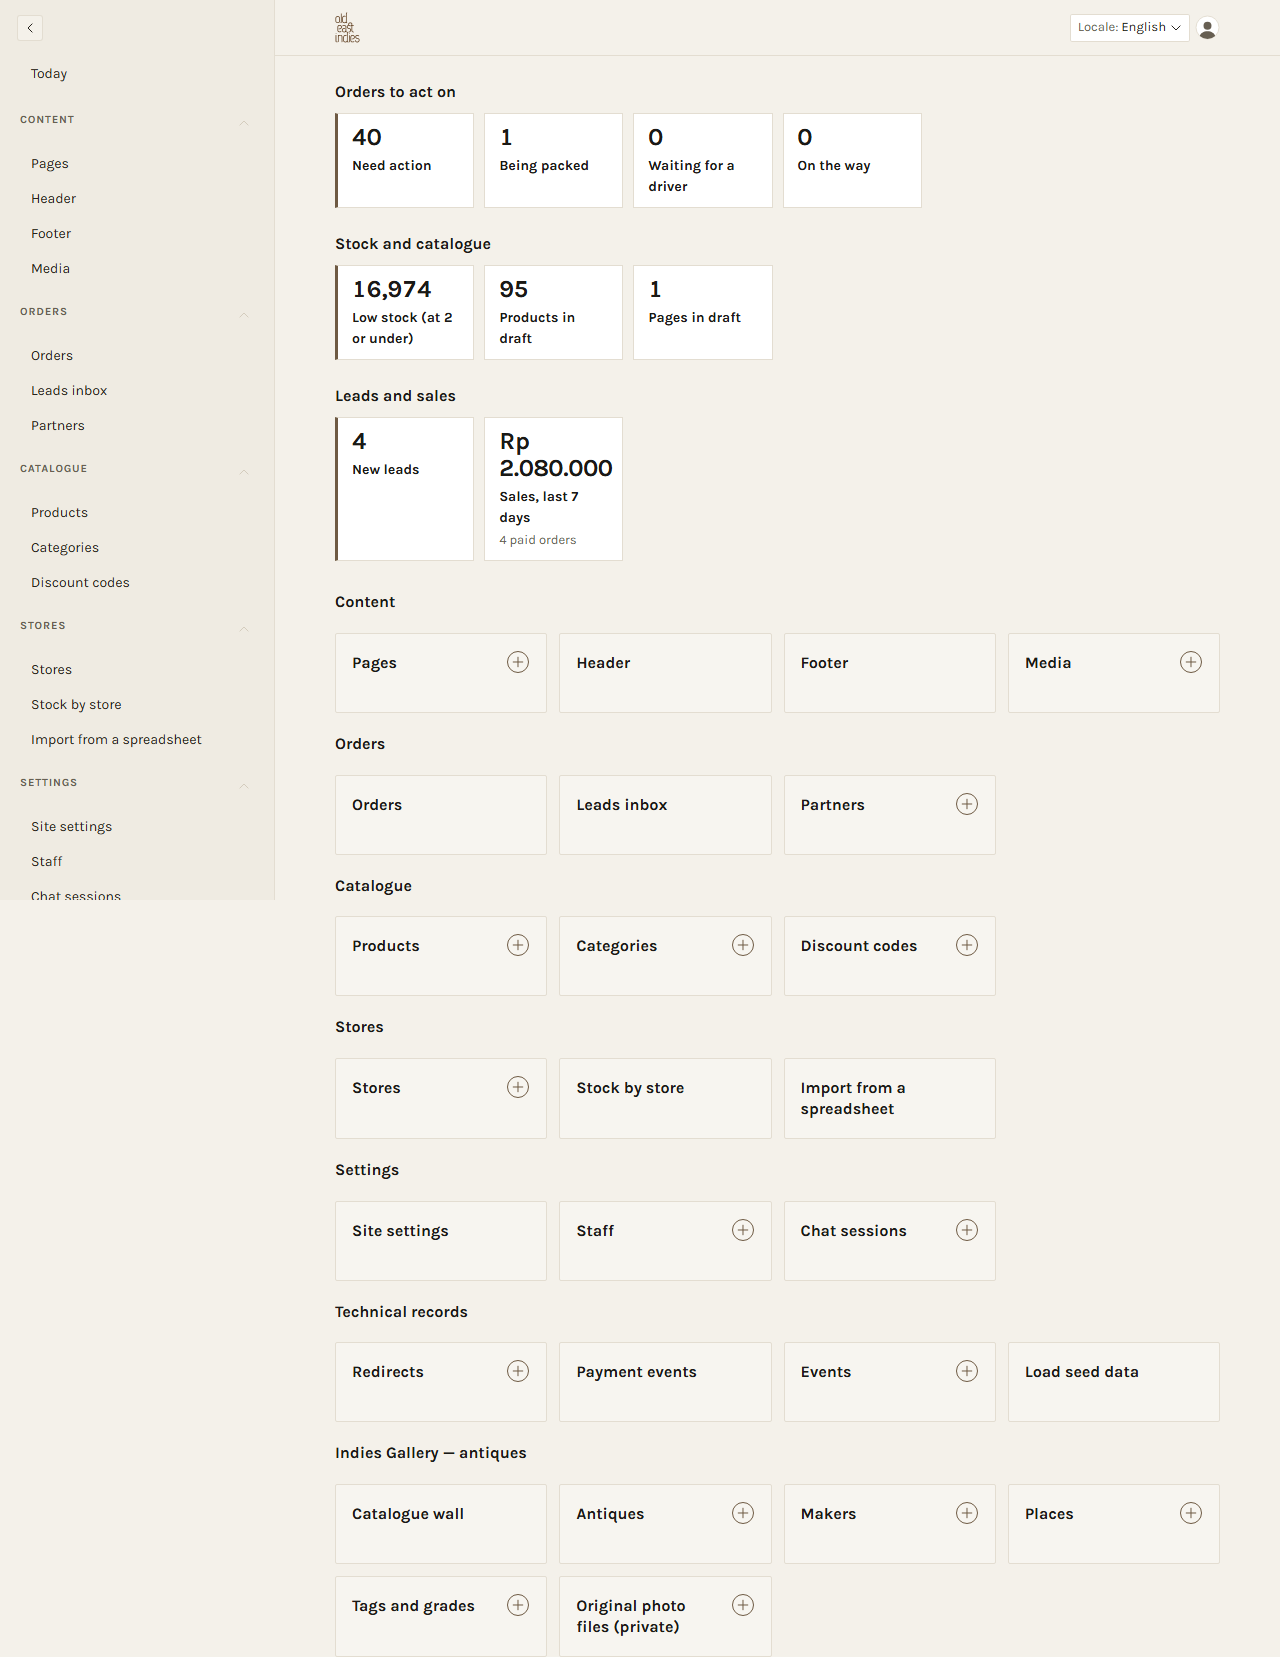 Today
CONTENT
Pages
Header
Footer
Media
ORDERS
Orders
Leads inbox
Partners
CATALOGUE
Products
Categories
Discount codes
STORES
Stores
Stock by store
Import from a spreadsheet
SETTINGS
Site settings
Staff
Chat sessions
old
east
indies
Locale: English
Orders to act on
40
Need action
1
Being packed
0
Waiting for a
driver
0
On the way
Stock and catalogue
16,974
Low stock (at 2
or under)
95
Products in
draft
1
Pages in draft
Leads and sales
4
New leads
Rp
2.080.000
Sales, last 7
days
4 paid orders
Content
Pages
Header
Footer
Media
Orders
Orders
Leads inbox
Partners
Catalogue
Products
Categories
Discount codes
Stores
Stores
Stock by store
Import from a
spreadsheet
Settings
Site settings
Staff
Chat sessions
Technical records
Redirects
Payment events
Events
Load seed data
Indies Gallery — antiques
Catalogue wall
Antiques
Makers
Places
Tags and grades
Original photo
files (private)